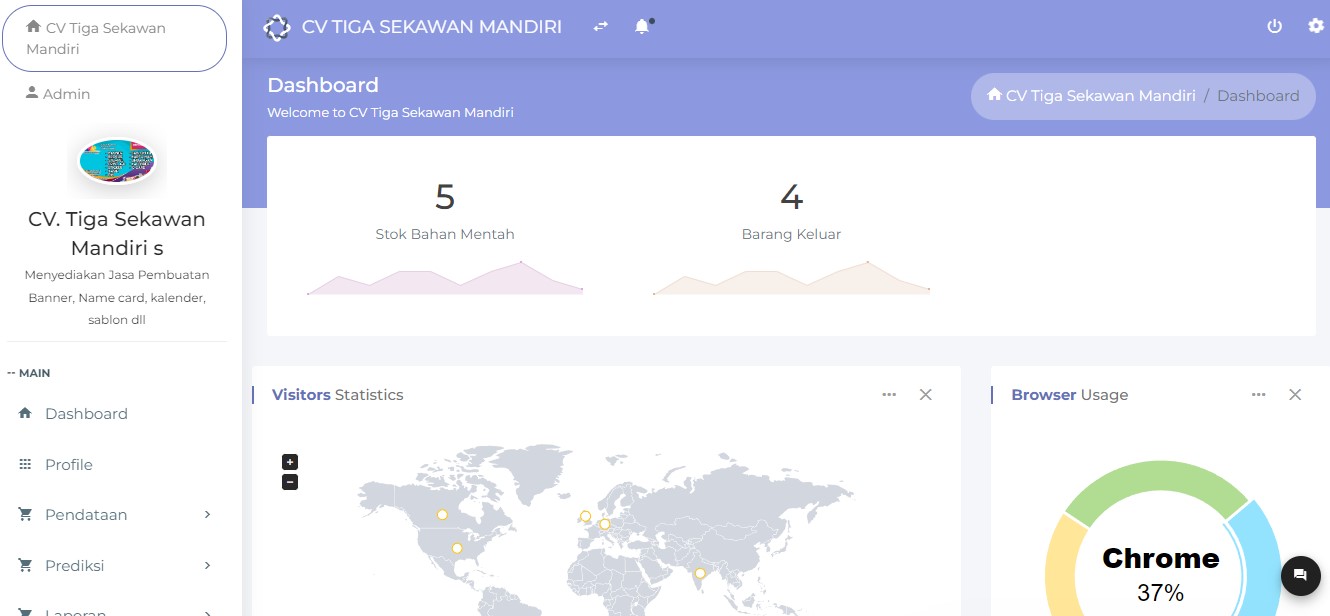 CV Tiga Sekawan
Mandiri
Admin
CV. Tiga Sekawan
Mandiri s
Menyediakan Jasa Pembuatan
Banner, Name card, kalender,
sablon dll
-- MAIN
Dashboard
Profile
Pendataan
Prediksi
Laporan
CV TIGA SEKAWAN MANDIRI
Dashboard
Welcome to CV Tiga Sekawan Mandiri
CV Tiga Sekawan Mandiri / Dashboard
5
Stok Bahan Mentah
4
Barang Keluar
Visitors Statistics
+
−
Browser Usage
Chrome
37%